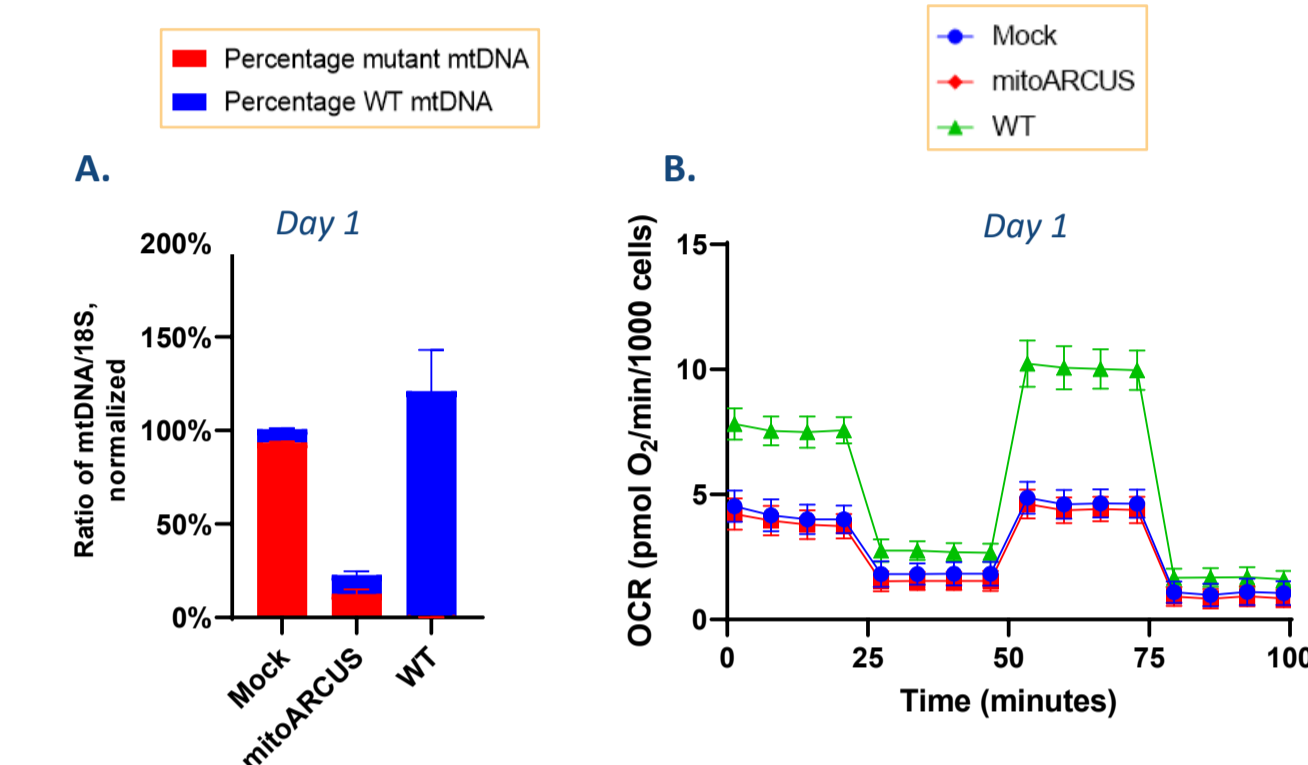 Percentage mutant mtDNA
Percentage WT mtDNA
A.
Day 1
Ratio of mtDNA/18S,
normalized
200%
150%
100%
50%
0%
Mock
mitoARCUS
WT
Mock
mitoARCUS
WT
B.
Day 1
OCR (pmol O₂/min/1000 cells)
15
10
5
0
0 25 50 75 100
Time (minutes)